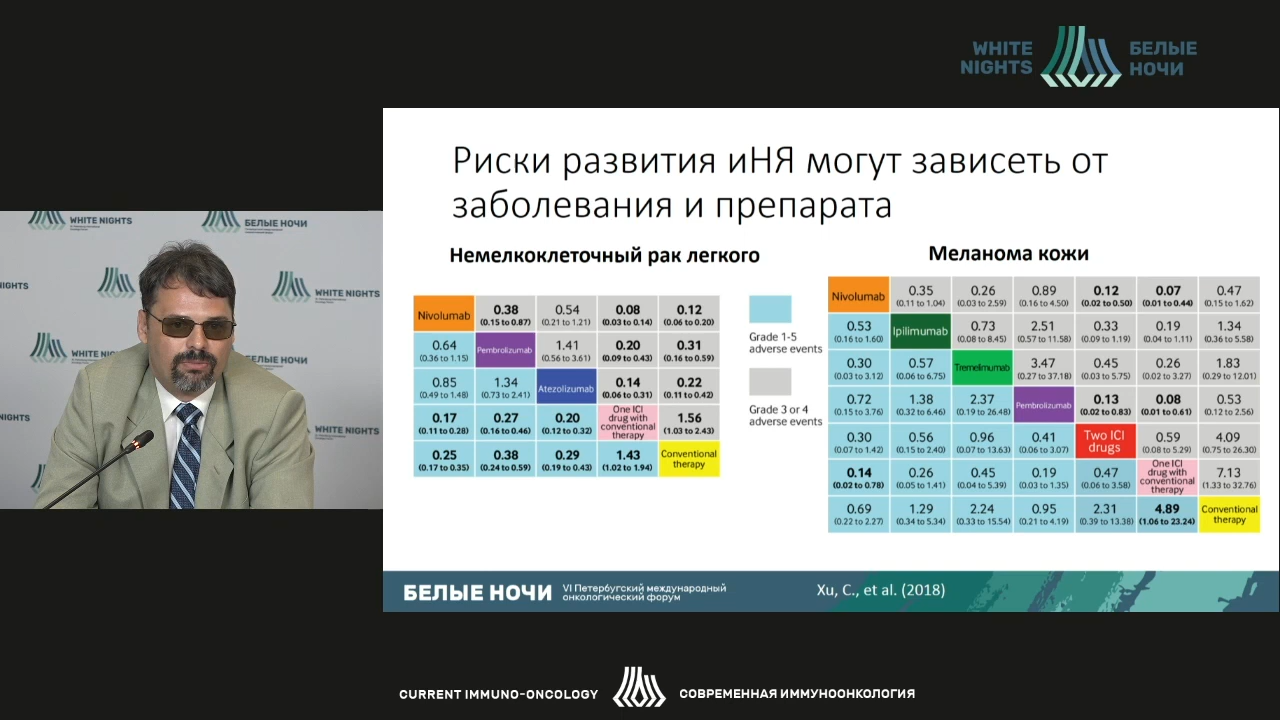 WHITE
NIGHTS
БЕЛЫЕ
НОЧИ
WHITE NIGHTS
БЕЛЫЕ НОЧИ
WHITE NIGHTS
Риски развития иНЯ могут зависеть от
заболевания и препарата
Немелкоклеточный рак легкого
Nivolumab 0.38 0.54 0.08 0.12
(0.15 to 0.87) (0.21 to 1.21) (0.03 to 0.14) (0.06 to 0.20)
0.64 Pembrolizumab 1.41 0.20 0.31
(0.36 to 1.15) (0.56 to 3.61) (0.09 to 0.43) (0.16 to 0.59)
0.85 1.34 Atezolizumab 0.14 0.22
(0.49 to 1.48) (0.73 to 2.41) (0.06 to 0.31) (0.11 to 0.42)
0.17 0.27 0.20 One ICI drug with conventional therapy 1.56
(0.11 to 0.28) (0.16 to 0.46) (0.12 to 0.32) (1.03 to 2.43)
0.25 0.38 0.29 1.43 Conventional therapy
(0.17 to 0.35) (0.24 to 0.59) (0.19 to 0.43) (1.02 to 1.94)
Grade 1-5
adverse events
Grade 3 or 4
adverse events
Меланома кожи
Nivolumab 0.35 0.26 0.89 0.12 0.07 0.47
(0.11 to 1.04) (0.03 to 2.59) (0.16 to 4.50) (0.02 to 0.50) (0.01 to 0.44) (0.15 to 1.62)
0.53 Ipilimumab 0.73 2.51 0.33 0.19 1.34
(0.16 to 1.60) (0.08 to 8.45) (0.57 to 11.58) (0.09 to 1.19) (0.04 to 1.11) (0.36 to 5.58)
0.30 0.57 Tremelimumab 3.47 0.45 0.26 1.83
(0.03 to 3.12) (0.06 to 6.75) (0.27 to 37.18) (0.03 to 5.75) (0.02 to 3.27) (0.29 to 12.01)
0.72 1.38 2.37 Pembrolizumab 0.13 0.08 0.53
(0.15 to 3.76) (0.32 to 6.46) (0.19 to 26.48) (0.02 to 0.83) (0.01 to 0.61) (0.12 to 2.56)
0.30 0.56 0.96 0.41 Two ICI drugs 0.59 4.09
(0.07 to 1.42) (0.15 to 2.40) (0.07 to 13.63) (0.06 to 3.07) (0.08 to 5.29) (0.75 to 26.30)
0.14 0.26 0.45 0.19 0.47 One ICI drug with conventional therapy 7.13
(0.02 to 0.78) (0.05 to 1.41) (0.04 to 5.39) (0.03 to 1.35) (0.06 to 3.58) (1.33 to 32.76)
0.69 1.29 2.24 0.95 2.31 4.89 Conventional therapy
(0.22 to 2.27) (0.34 to 5.34) (0.33 to 15.54) (0.21 to 4.19) (0.39 to 13.38) (1.06 to 23.24)
БЕЛЫЕ НОЧИ
VI Петербургский международный
онкологический форум
Xu, C., et al. (2018)
CURRENT IMMUNO-ONCOLOGY
СОВРЕМЕННАЯ ИММУНООНКОЛОГИЯ